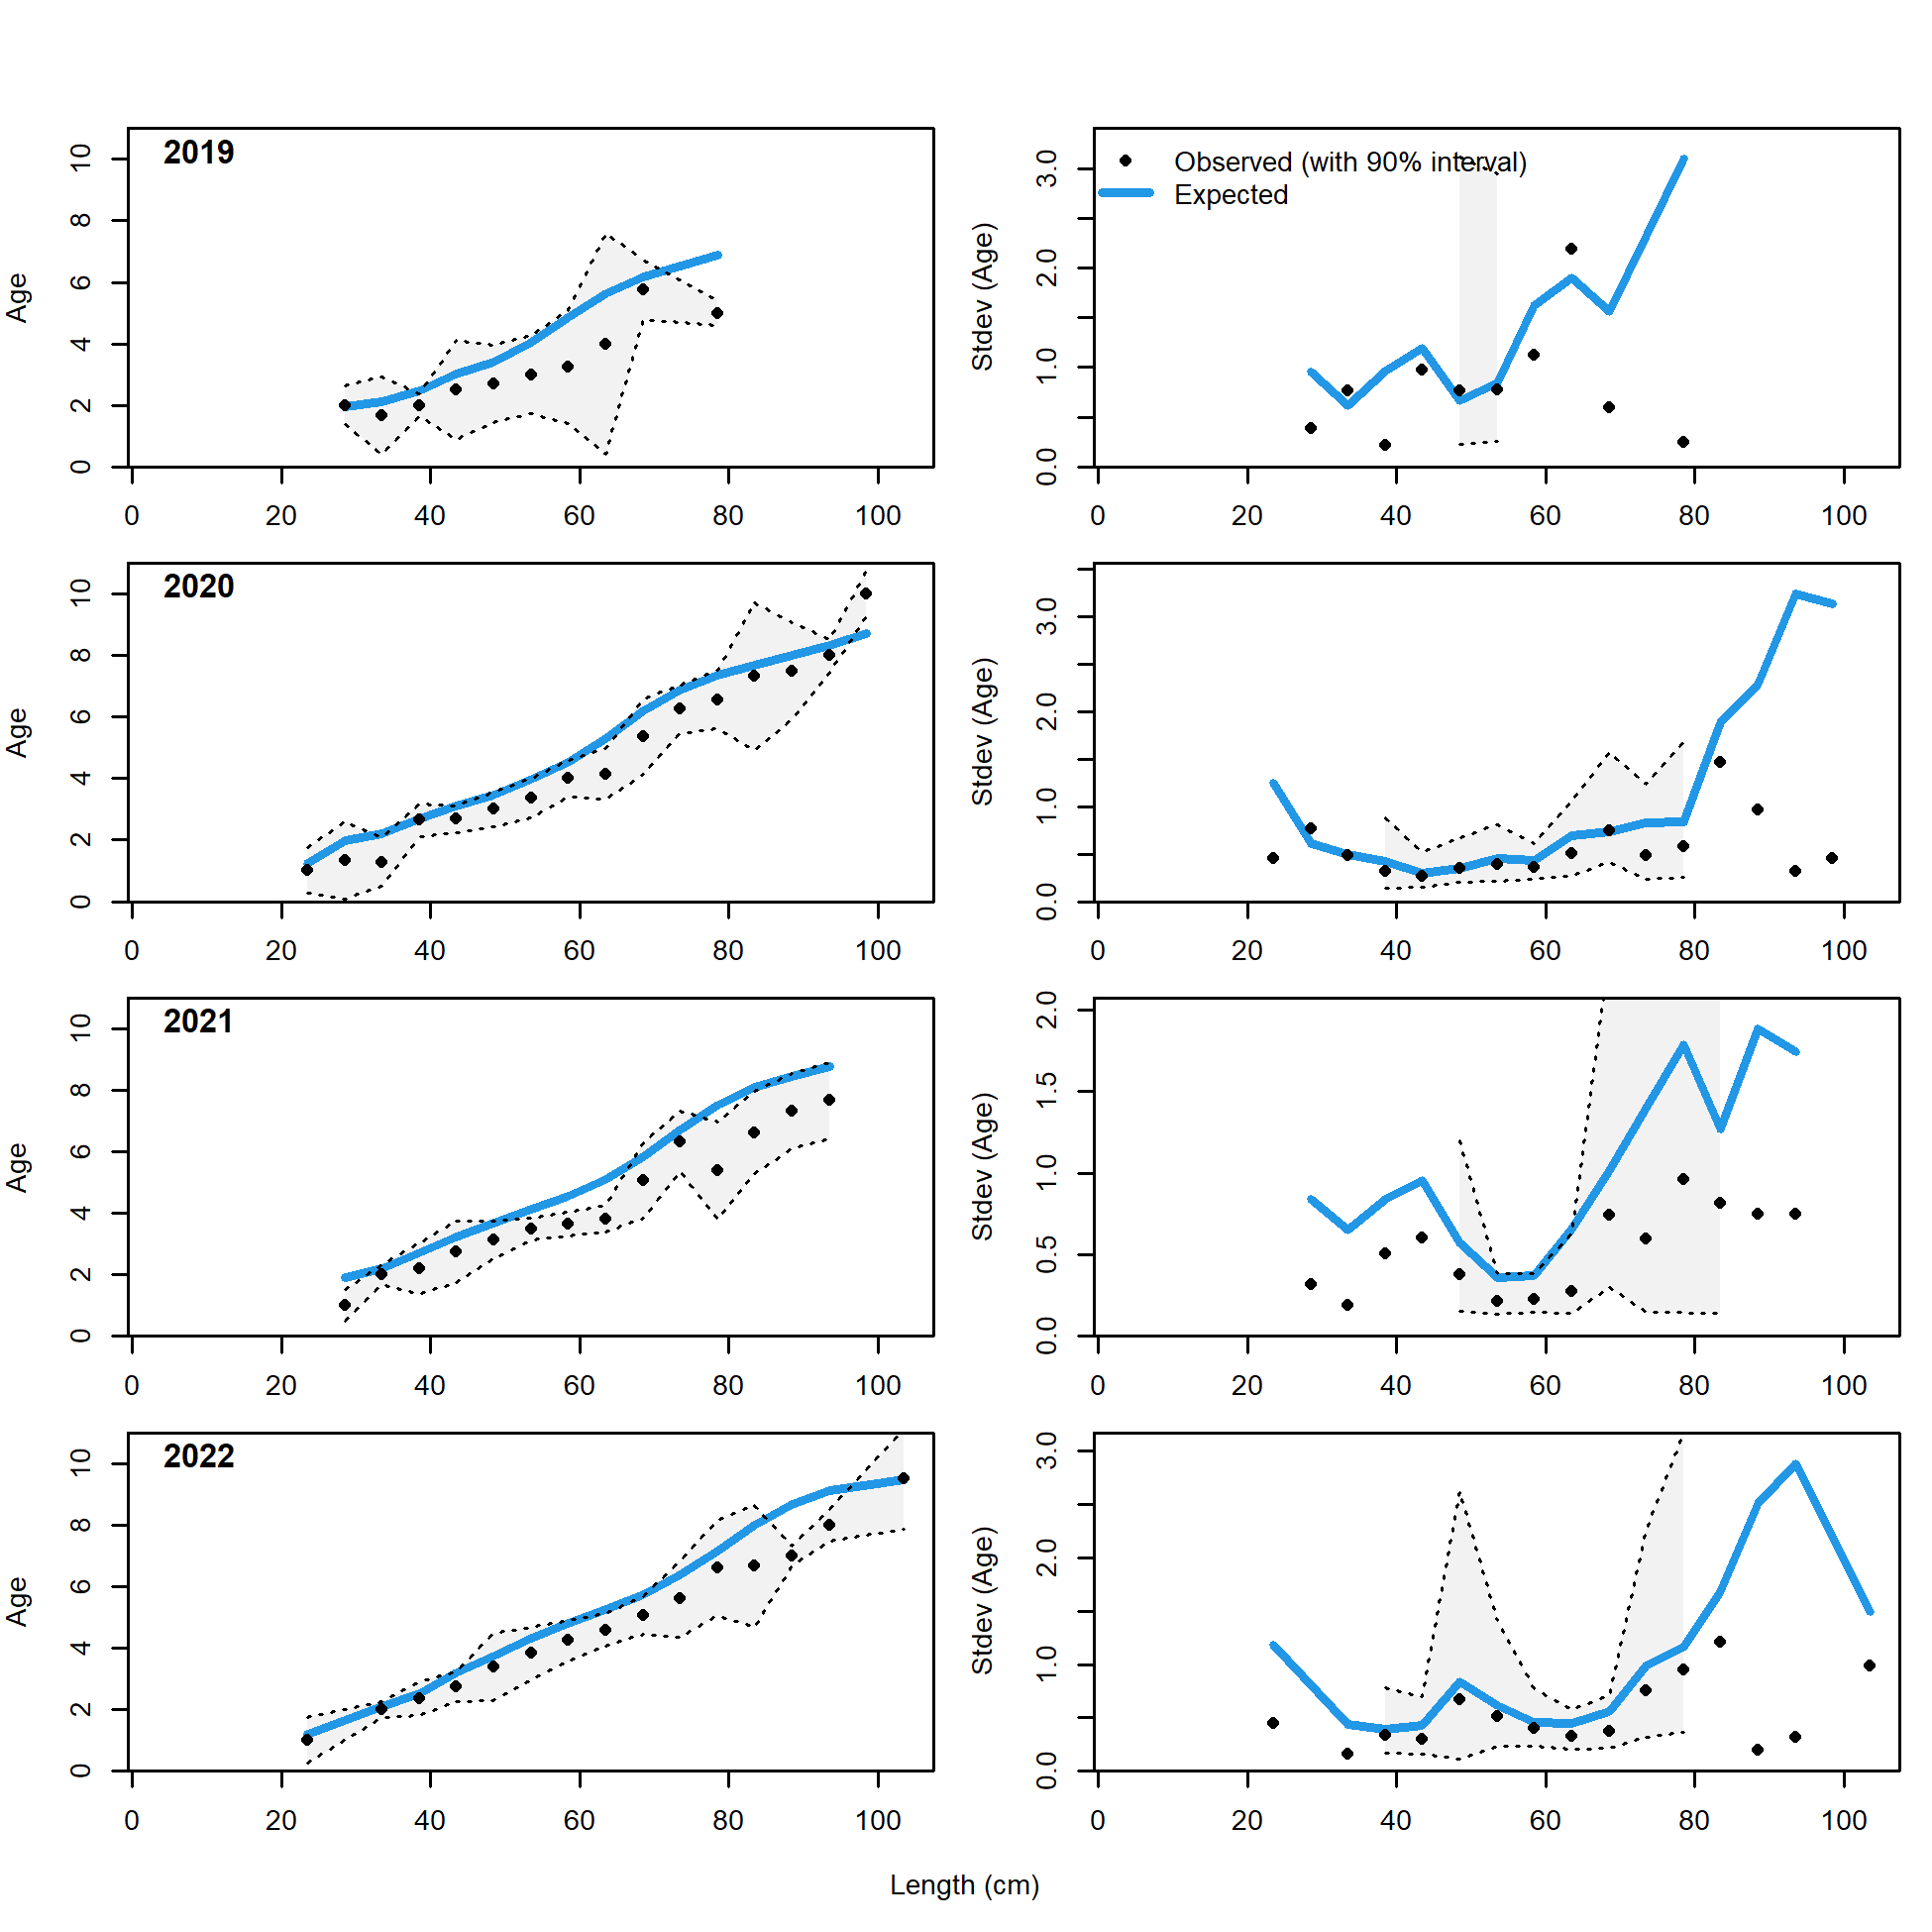 2019
Age
0 2 4 6 8 10
0 20 40 60 80 100
Observed (with 90% interval)
Expected
Stdev (Age)
0.0 1.0 2.0 3.0
0 20 40 60 80 100
2020
Age
0 2 4 6 8 10
0 20 40 60 80 100
Stdev (Age)
0.0 1.0 2.0 3.0
0 20 40 60 80 100
2021
Age
0 2 4 6 8 10
0 20 40 60 80 100
Stdev (Age)
0.0 0.5 1.0 1.5 2.0
0 20 40 60 80 100
2022
Age
0 2 4 6 8 10
0 20 40 60 80 100
Stdev (Age)
0.0 1.0 2.0 3.0
0 20 40 60 80 100
Length (cm)